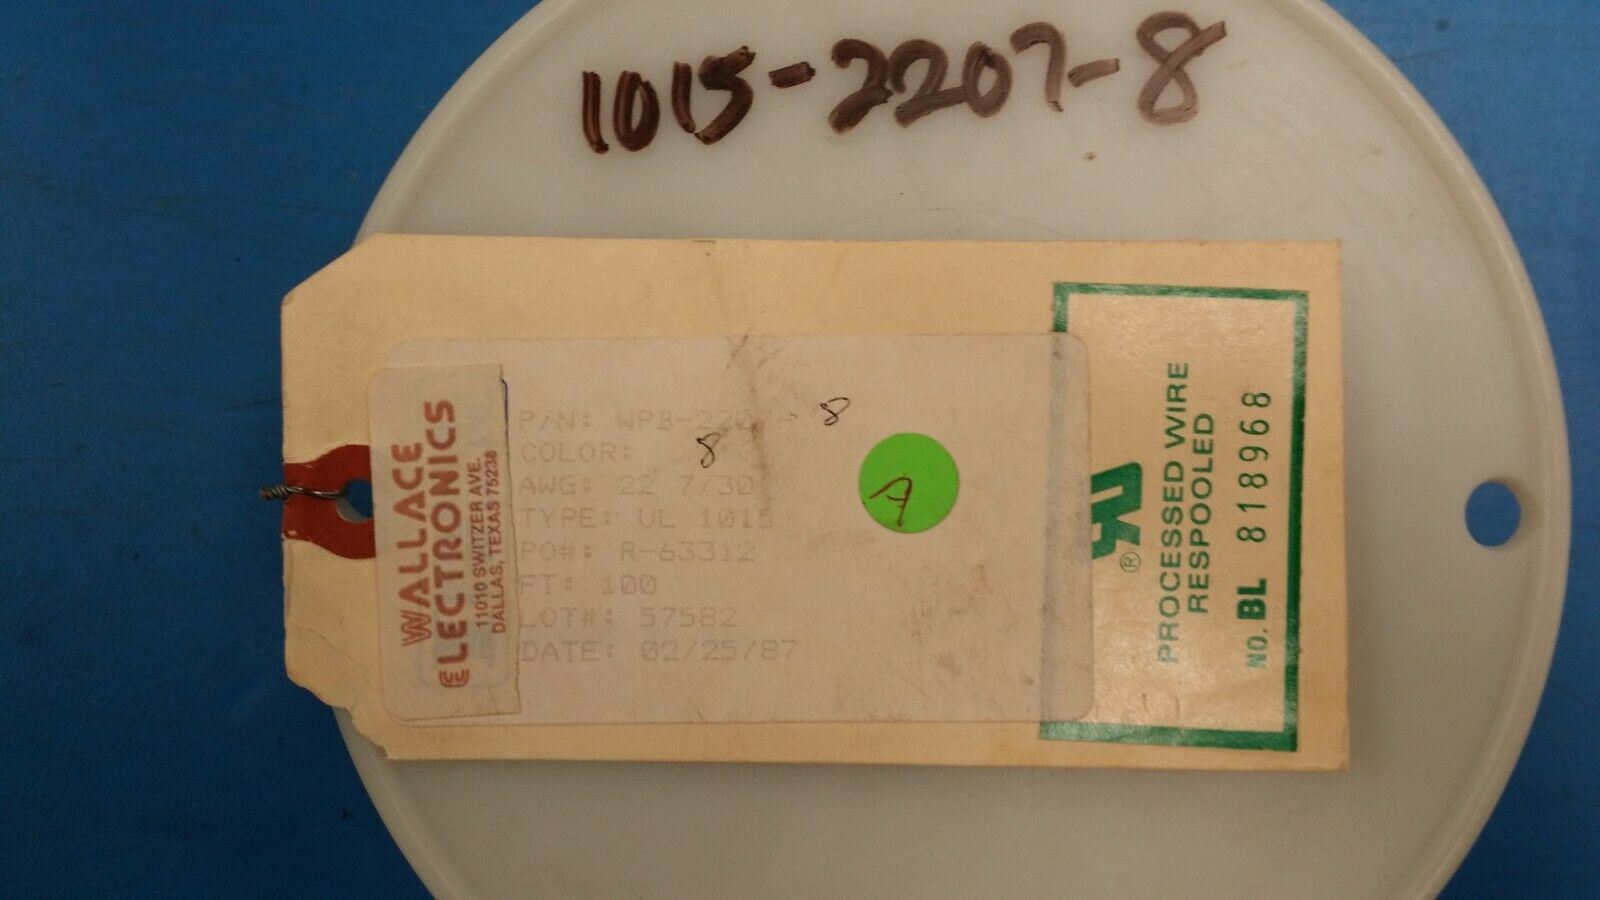 1015-2207-8
WALLACE
ELECTRONICS
11010 SWITZER AVE.
DALLAS, TEXAS 75238
P/N: WPB-2207- 8
COLOR: 8
AWG: 22 7/30
TYPE: UL 1015
PO#: R-63312
FT: 100
LOT#: 57582
DATE: 02/25/87
A
®
PROCESSED WIRE
RESPOOLED
NO. BL 818968